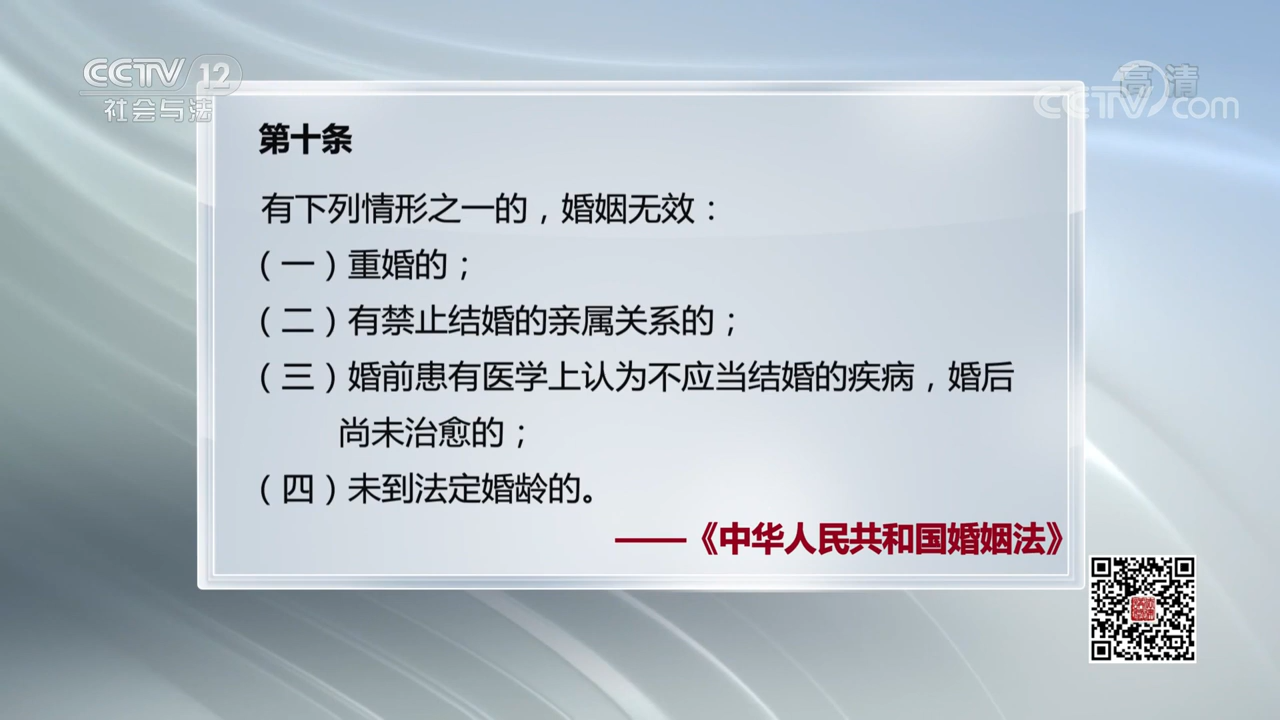 CCTV 12
社会与法
高清
CCTV.com
第十条
有下列情形之一的，婚姻无效：
（一）重婚的；
（二）有禁止结婚的亲属关系的；
（三）婚前患有医学上认为不应当结婚的疾病，婚后
尚未治愈的；
（四）未到法定婚龄的。
——《中华人民共和国婚姻法》